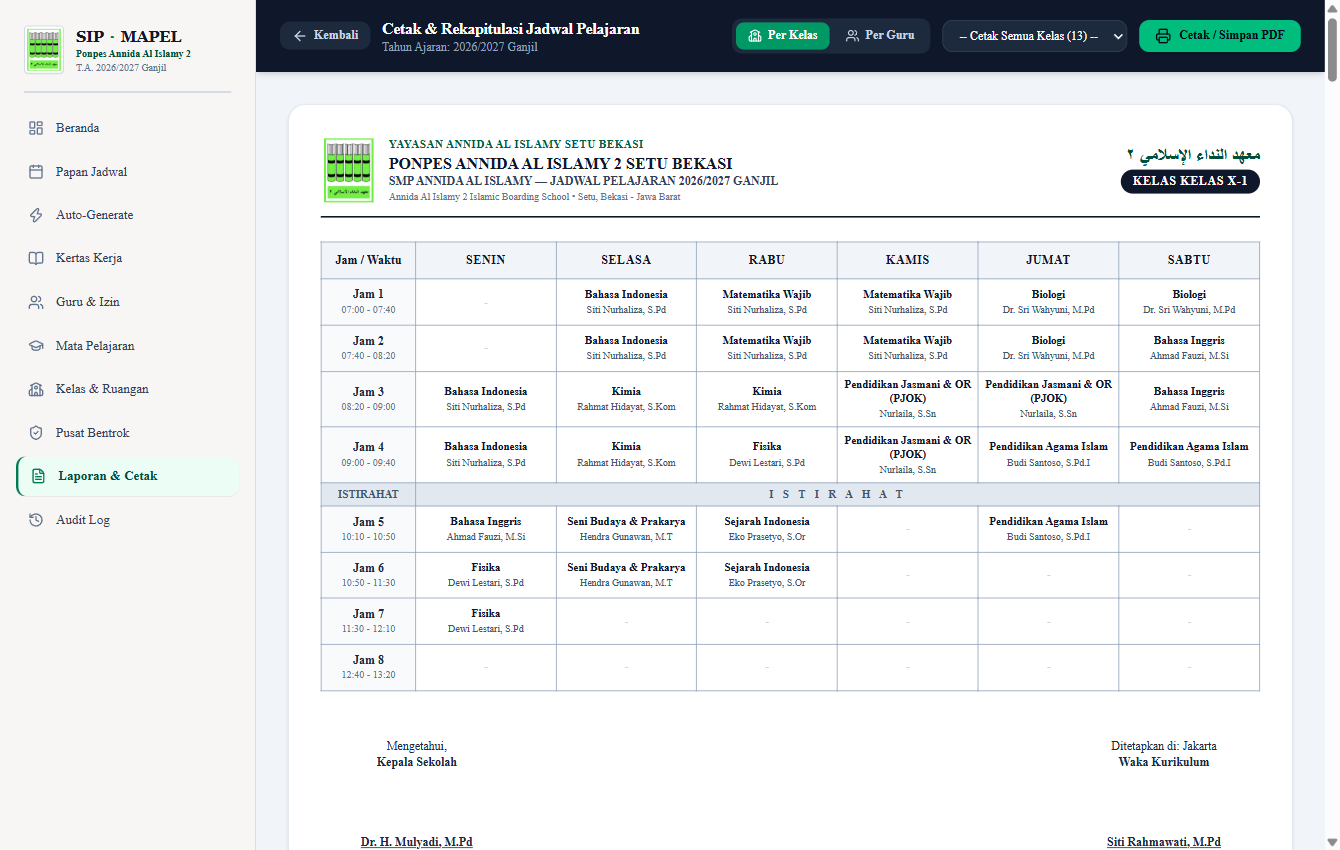 SIP · MAPEL
Ponpes Annida Al Islamy 2
T.A. 2026/2027 Ganjil
Beranda
Papan Jadwal
Auto-Generate
Kertas Kerja
Guru & Izin
Mata Pelajaran
Kelas & Ruangan
Pusat Bentrok
Laporan & Cetak
Audit Log
Kembali
Cetak & Rekapitulasi Jadwal Pelajaran
Tahun Ajaran: 2026/2027 Ganjil
Per Kelas
Per Guru
-- Cetak Semua Kelas (13) --
Cetak / Simpan PDF
YAYASAN ANNIDA AL ISLAMY SETU BEKASI
PONPES ANNIDA AL ISLAMY 2 SETU BEKASI
SMP ANNIDA AL ISLAMY — JADWAL PELAJARAN 2026/2027 GANJIL
Annida Al Islamy 2 Islamic Boarding School • Setu, Bekasi - Jawa Barat
معهد النداء الإسلامي ٢
KELAS KELAS X-1
Jam / Waktu SENIN SELASA RABU KAMIS JUMAT SABTU
Jam 1 - Bahasa Indonesia Matematika Wajib Matematika Wajib Biologi Biologi
07:00 - 07:40 Siti Nurhaliza, S.Pd Siti Nurhaliza, S.Pd Siti Nurhaliza, S.Pd Dr. Sri Wahyuni, M.Pd Dr. Sri Wahyuni, M.Pd
Jam 2 - Bahasa Indonesia Matematika Wajib Matematika Wajib Biologi Bahasa Inggris
07:40 - 08:20 Siti Nurhaliza, S.Pd Siti Nurhaliza, S.Pd Siti Nurhaliza, S.Pd Dr. Sri Wahyuni, M.Pd Ahmad Fauzi, M.Si
Jam 3 Bahasa Indonesia Kimia Kimia Pendidikan Jasmani & OR (PJOK) Pendidikan Jasmani & OR (PJOK) Bahasa Inggris
08:20 - 09:00 Siti Nurhaliza, S.Pd Rahmat Hidayat, S.Kom Rahmat Hidayat, S.Kom Nurlaila, S.Sn Nurlaila, S.Sn Ahmad Fauzi, M.Si
Jam 4 Bahasa Indonesia Kimia Fisika Pendidikan Jasmani & OR (PJOK) Pendidikan Agama Islam Pendidikan Agama Islam
09:00 - 09:40 Siti Nurhaliza, S.Pd Rahmat Hidayat, S.Kom Dewi Lestari, S.Pd Nurlaila, S.Sn Budi Santoso, S.Pd.I Budi Santoso, S.Pd.I
ISTIRAHAT I S T I R A H A T
Jam 5 Bahasa Inggris Seni Budaya & Prakarya Sejarah Indonesia - Pendidikan Agama Islam -
10:10 - 10:50 Ahmad Fauzi, M.Si Hendra Gunawan, M.T Eko Prasetyo, S.Or Budi Santoso, S.Pd.I
Jam 6 Fisika Seni Budaya & Prakarya Sejarah Indonesia - - -
10:50 - 11:30 Dewi Lestari, S.Pd Hendra Gunawan, M.T Eko Prasetyo, S.Or
Jam 7 Fisika - - - - -
11:30 - 12:10 Dewi Lestari, S.Pd
Jam 8 - - - - - -
12:40 - 13:20
Mengetahui,
Kepala Sekolah
Ditetapkan di: Jakarta
Waka Kurikulum
Dr. H. Mulyadi, M.Pd
Siti Rahmawati, M.Pd